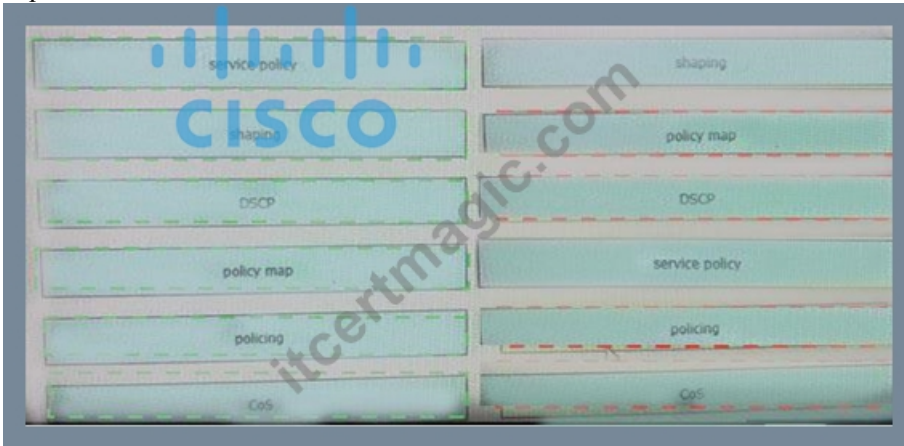 service policy
shaping
CISCO
shaping
policy map
DSCP
DSCP
policy map
service policy
policing
policing
CoS
CoS
itcertmagic.com